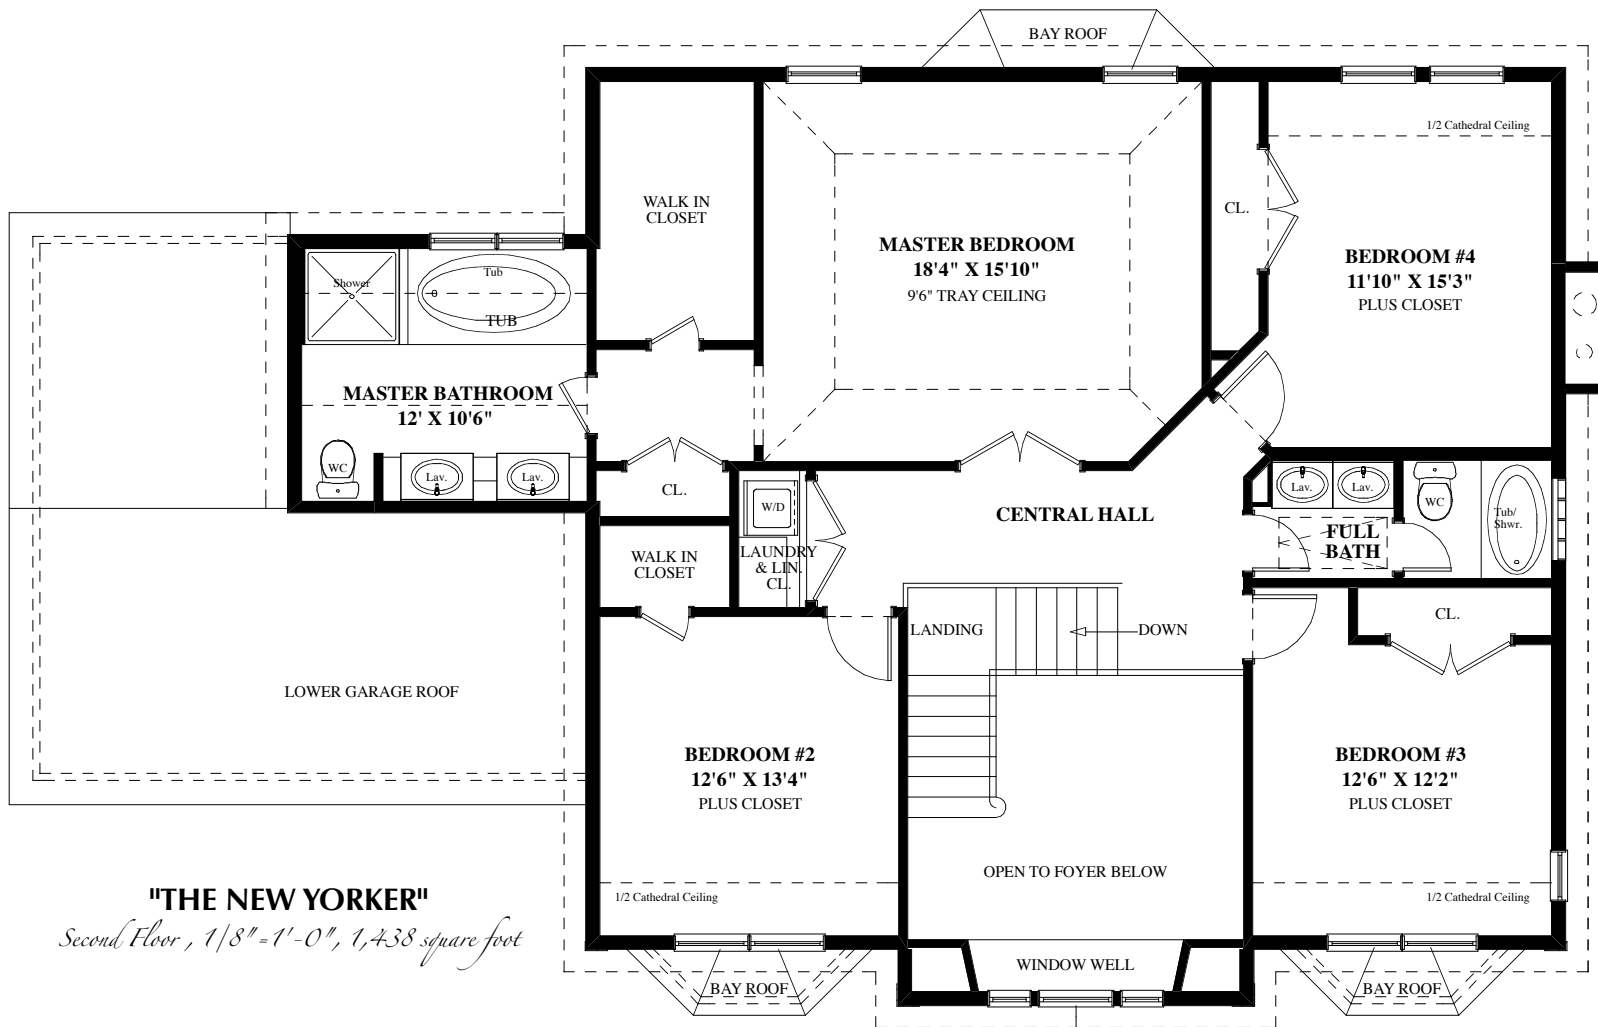 BAY ROOF
1/2 Cathedral Ceiling
WALK IN
CLOSET
CL.
MASTER BEDROOM
18'4" X 15'10"
9'6" TRAY CEILING
BEDROOM #4
11'10" X 15'3"
PLUS CLOSET
Shower
Tub
TUB
MASTER BATHROOM
12' X 10'6"
WC
Lav.
Lav.
CL.
W/D
CENTRAL HALL
Lav.
Lav.
WC
Tub/
Shwr.
FULL
BATH
WALK IN
CLOSET
LAUNDRY
& LIN.
CL.
LANDING
DOWN
CL.
LOWER GARAGE ROOF
BEDROOM #2
12'6" X 13'4"
PLUS CLOSET
BEDROOM #3
12'6" X 12'2"
PLUS CLOSET
OPEN TO FOYER BELOW
1/2 Cathedral Ceiling
1/2 Cathedral Ceiling
"THE NEW YORKER"
Second Floor , 1/8"=1'-0", 1,438 square foot
WINDOW WELL
BAY ROOF
BAY ROOF